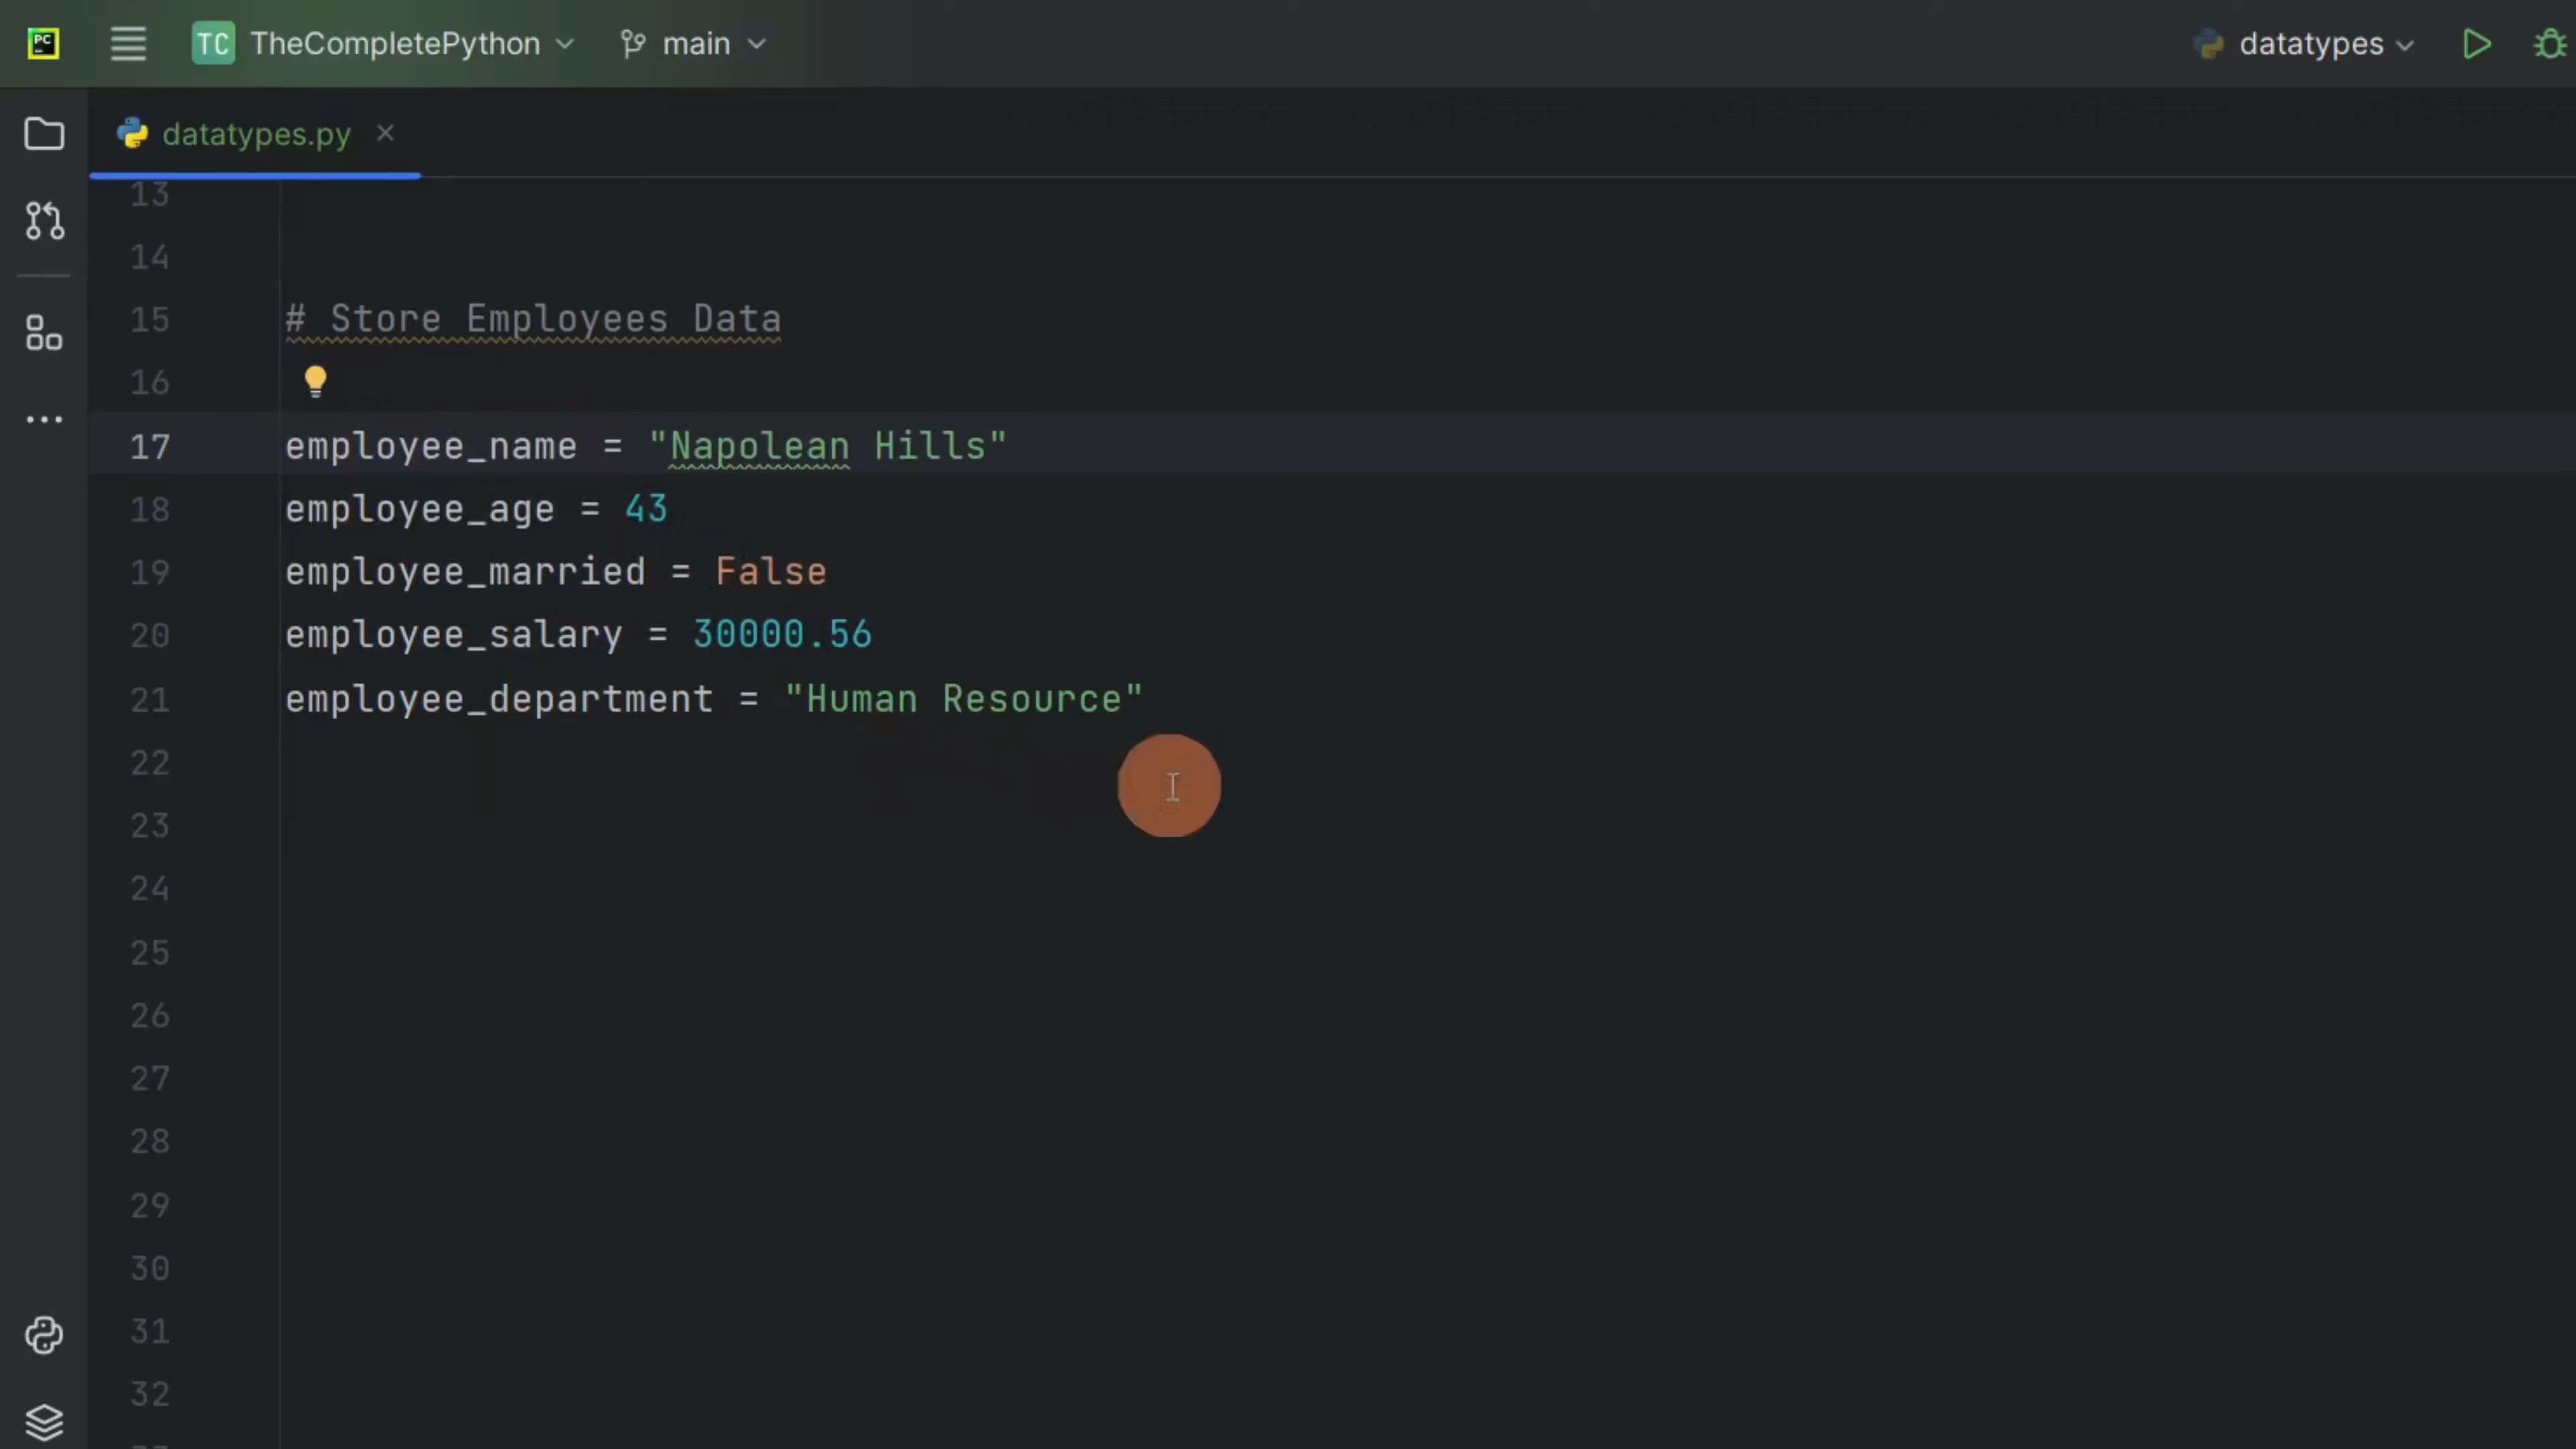 PC TC TheCompletePython main datatypes
datatypes.py
13
14
15 # Store Employees Data
16
17 employee_name = "Napolean Hills"
18 employee_age = 43
19 employee_married = False
20 employee_salary = 30000.56
21 employee_department = "Human Resource"
22
23
24
25
26
27
28
29
30
31
32